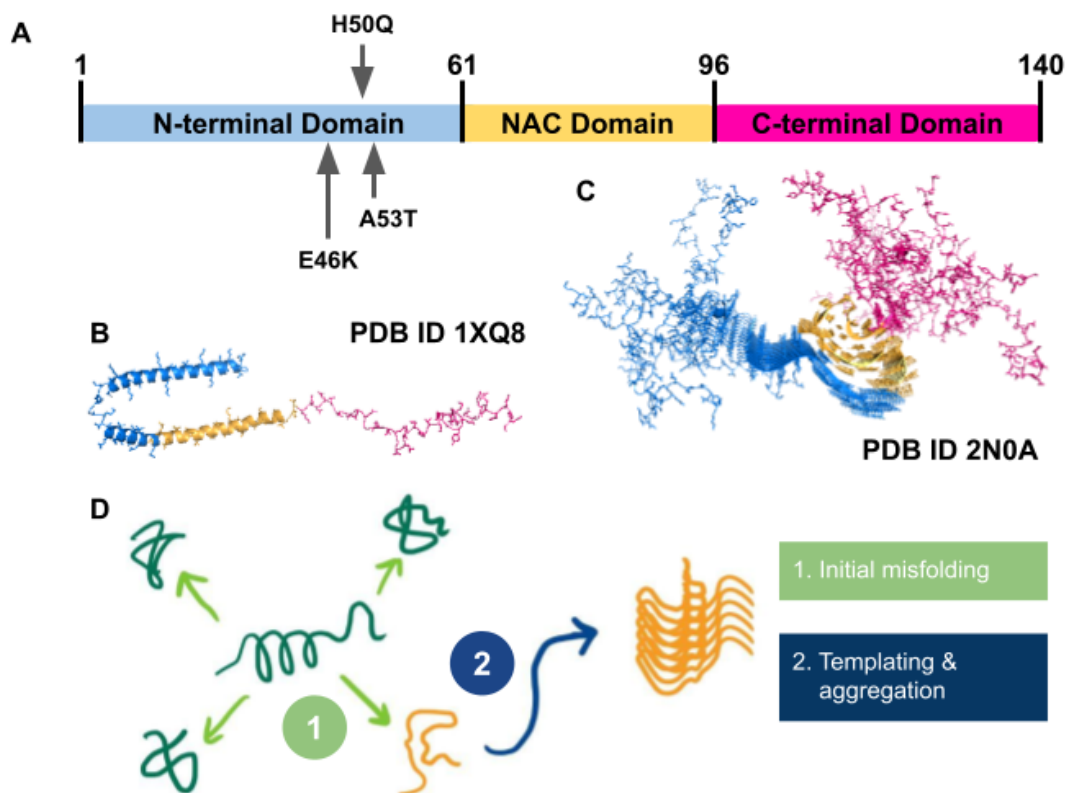 A
H50Q
1 61 96 140
N-terminal Domain NAC Domain C-terminal Domain
E46K
A53T
B
PDB ID 1XQ8
C
PDB ID 2N0A
D
1
2
1. Initial misfolding
2. Templating &
aggregation